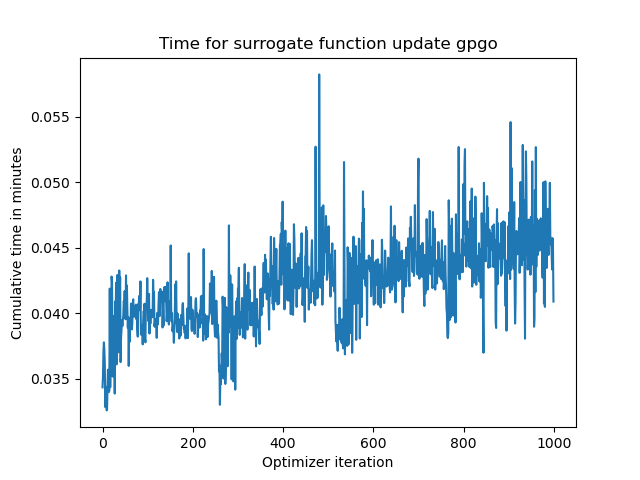 Time for surrogate function update gpgo
Cumulative time in minutes
0.055
0.050
0.045
0.040
0.035
0 200 400 600 800 1000
Optimizer iteration